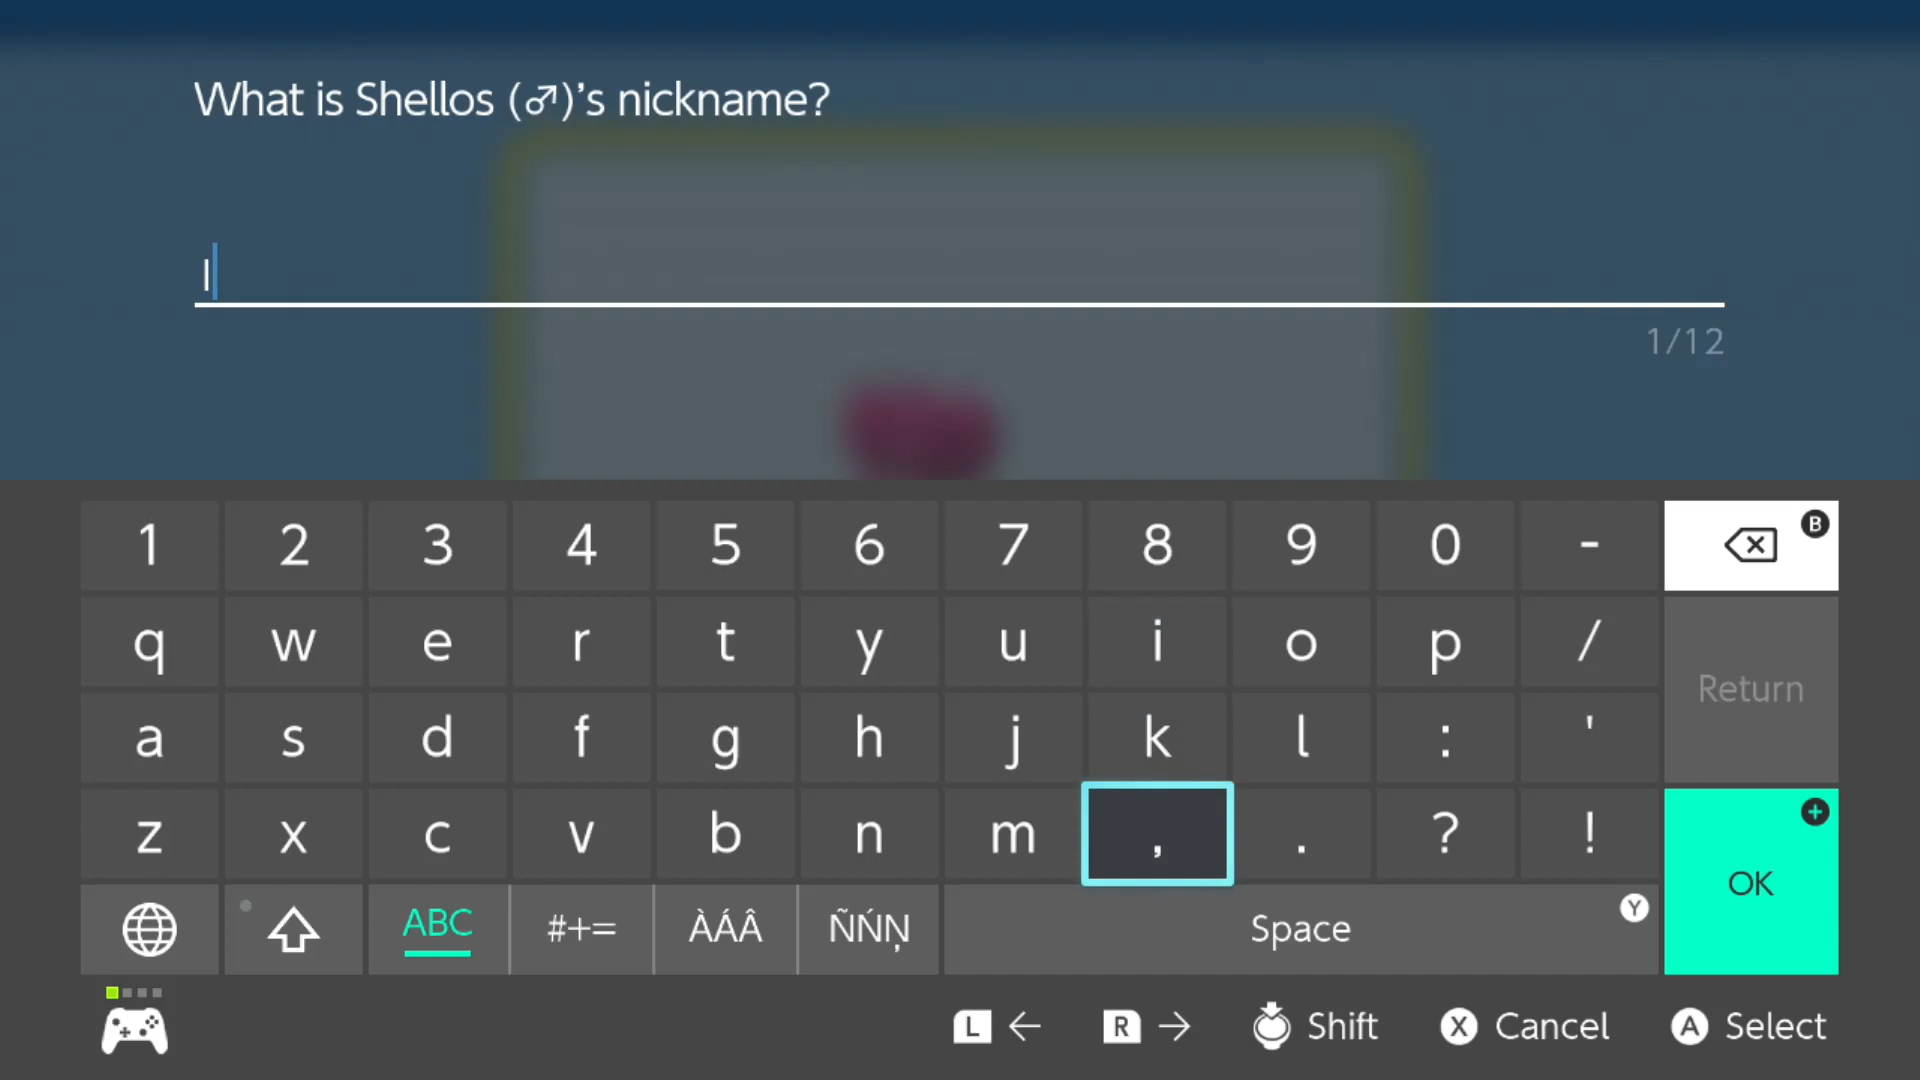 What is Shellos (♂)'s nickname?
I
1/12
1 2 3 4 5 6 7 8 9 0 - B
q w e r t y u i o p / Return
a s d f g h j k l : '
z x c v b n m , . ? ! + OK
ABC #+= ÀÁÂ ÑŃŅ Space Y
L ← R → Shift X Cancel A Select